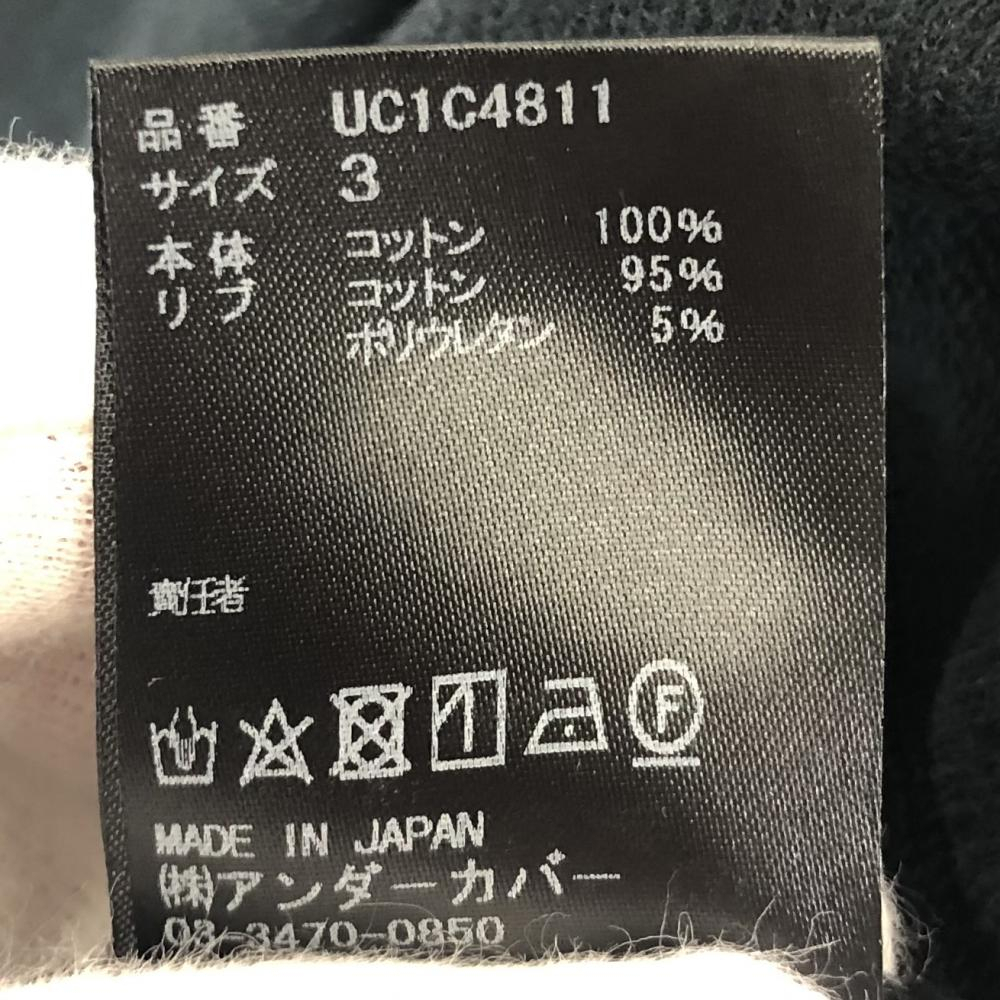 品番 UC1C4811
サイズ 3
本体 コットン 100%
リブ コットン 95%
ポリウレタン 5%
責任者
F
MADE IN JAPAN
(株)アンダーカバー
03-3470-0850